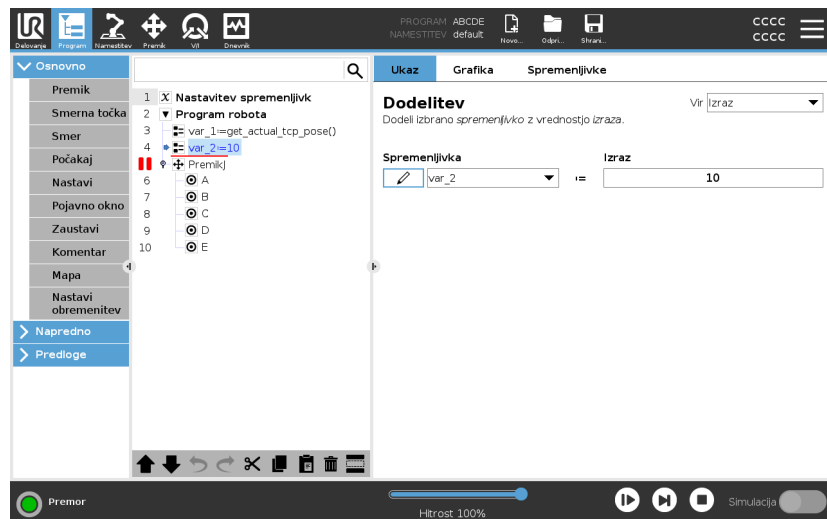 PROGRAM ABCDE
NAMESTITEV default
Delovanje Program Namestitev Premik V/I Dnevnik Novo... Odpri... Shrani...
CCCC
CCCC
Osnovno
Premik
Smerna točka
Smer
Počakaj
Nastavi
Pojavno okno
Zaustavi
Komentar
Mapa
Nastavi
obremenitev
Napredno
Predloge
1 X Nastavitev spremenljivk
2 Program robota
3 var_1≔get_actual_tcp_pose()
4 var_2≔10
PremikJ
6 A
7 B
8 C
9 D
10 E
Ukaz Grafika Spremenljivke
Dodelitev
Vir Izraz
Dodeli izbrano spremenljivko z vrednostjo izraza.
Spremenljivka Izraz
var_2 ≔ 10
Premor
Hitrost 100%
Simulacija